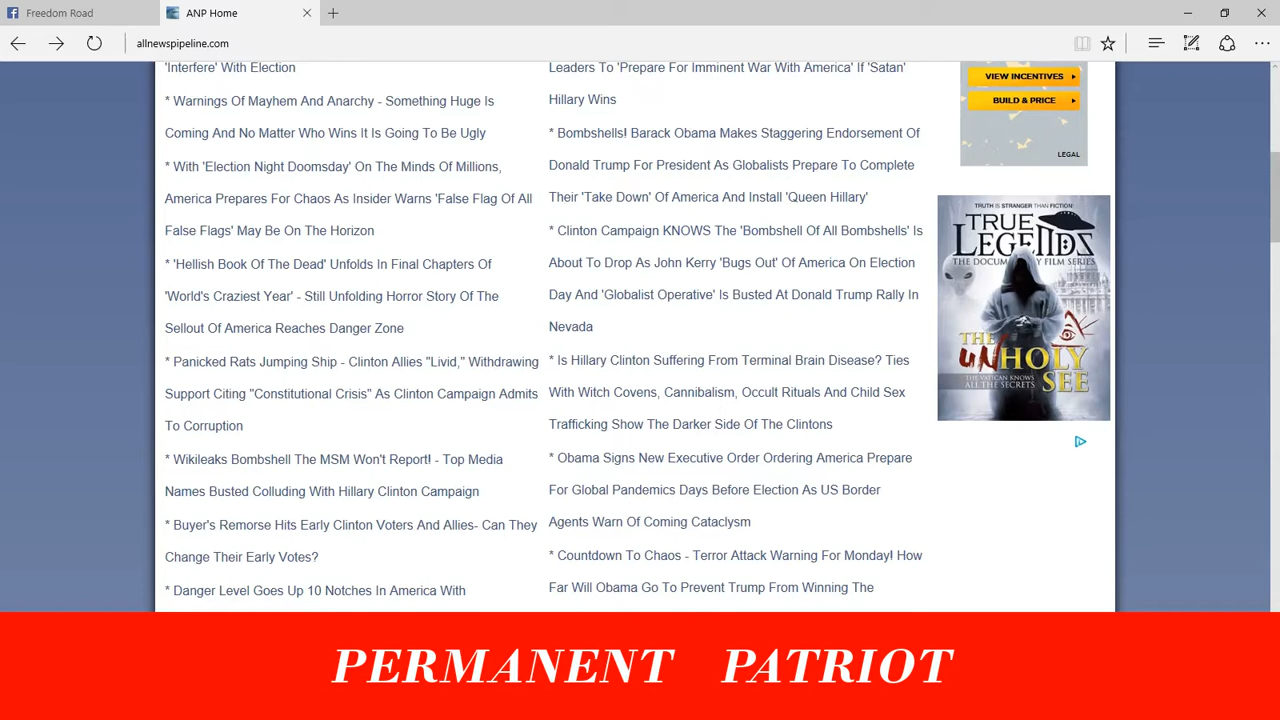 Freedom Road
ANP Home
allnewspipeline.com
'Interfere' With Election
* Warnings Of Mayhem And Anarchy - Something Huge Is
Coming And No Matter Who Wins It Is Going To Be Ugly
* With 'Election Night Doomsday' On The Minds Of Millions,
America Prepares For Chaos As Insider Warns 'False Flag Of All
False Flags' May Be On The Horizon
* 'Hellish Book Of The Dead' Unfolds In Final Chapters Of
'World's Craziest Year' - Still Unfolding Horror Story Of The
Sellout Of America Reaches Danger Zone
* Panicked Rats Jumping Ship - Clinton Allies "Livid," Withdrawing
Support Citing "Constitutional Crisis" As Clinton Campaign Admits
To Corruption
* Wikileaks Bombshell The MSM Won't Report! - Top Media
Names Busted Colluding With Hillary Clinton Campaign
* Buyer's Remorse Hits Early Clinton Voters And Allies- Can They
Change Their Early Votes?
* Danger Level Goes Up 10 Notches In America With
Leaders To 'Prepare For Imminent War With America' If 'Satan'
Hillary Wins
* Bombshells! Barack Obama Makes Staggering Endorsement Of
Donald Trump For President As Globalists Prepare To Complete
Their 'Take Down' Of America And Install 'Queen Hillary'
* Clinton Campaign KNOWS The 'Bombshell Of All Bombshells' Is
About To Drop As John Kerry 'Bugs Out' Of America On Election
Day And 'Globalist Operative' Is Busted At Donald Trump Rally In
Nevada
* Is Hillary Clinton Suffering From Terminal Brain Disease? Ties
With Witch Covens, Cannibalism, Occult Rituals And Child Sex
Trafficking Show The Darker Side Of The Clintons
* Obama Signs New Executive Order Ordering America Prepare
For Global Pandemics Days Before Election As US Border
Agents Warn Of Coming Cataclysm
* Countdown To Chaos - Terror Attack Warning For Monday! How
Far Will Obama Go To Prevent Trump From Winning The
VIEW INCENTIVES
BUILD & PRICE
LEGAL
TRUTH IS STRANGER THAN FICTION:
TRUE
LEGENDS
THE DOCUMENTARY FILM SERIES
THE
UNHOLY
SEE
THE VATICAN KNOWS
ALL THE SECRETS
PERMANENT PATRIOT